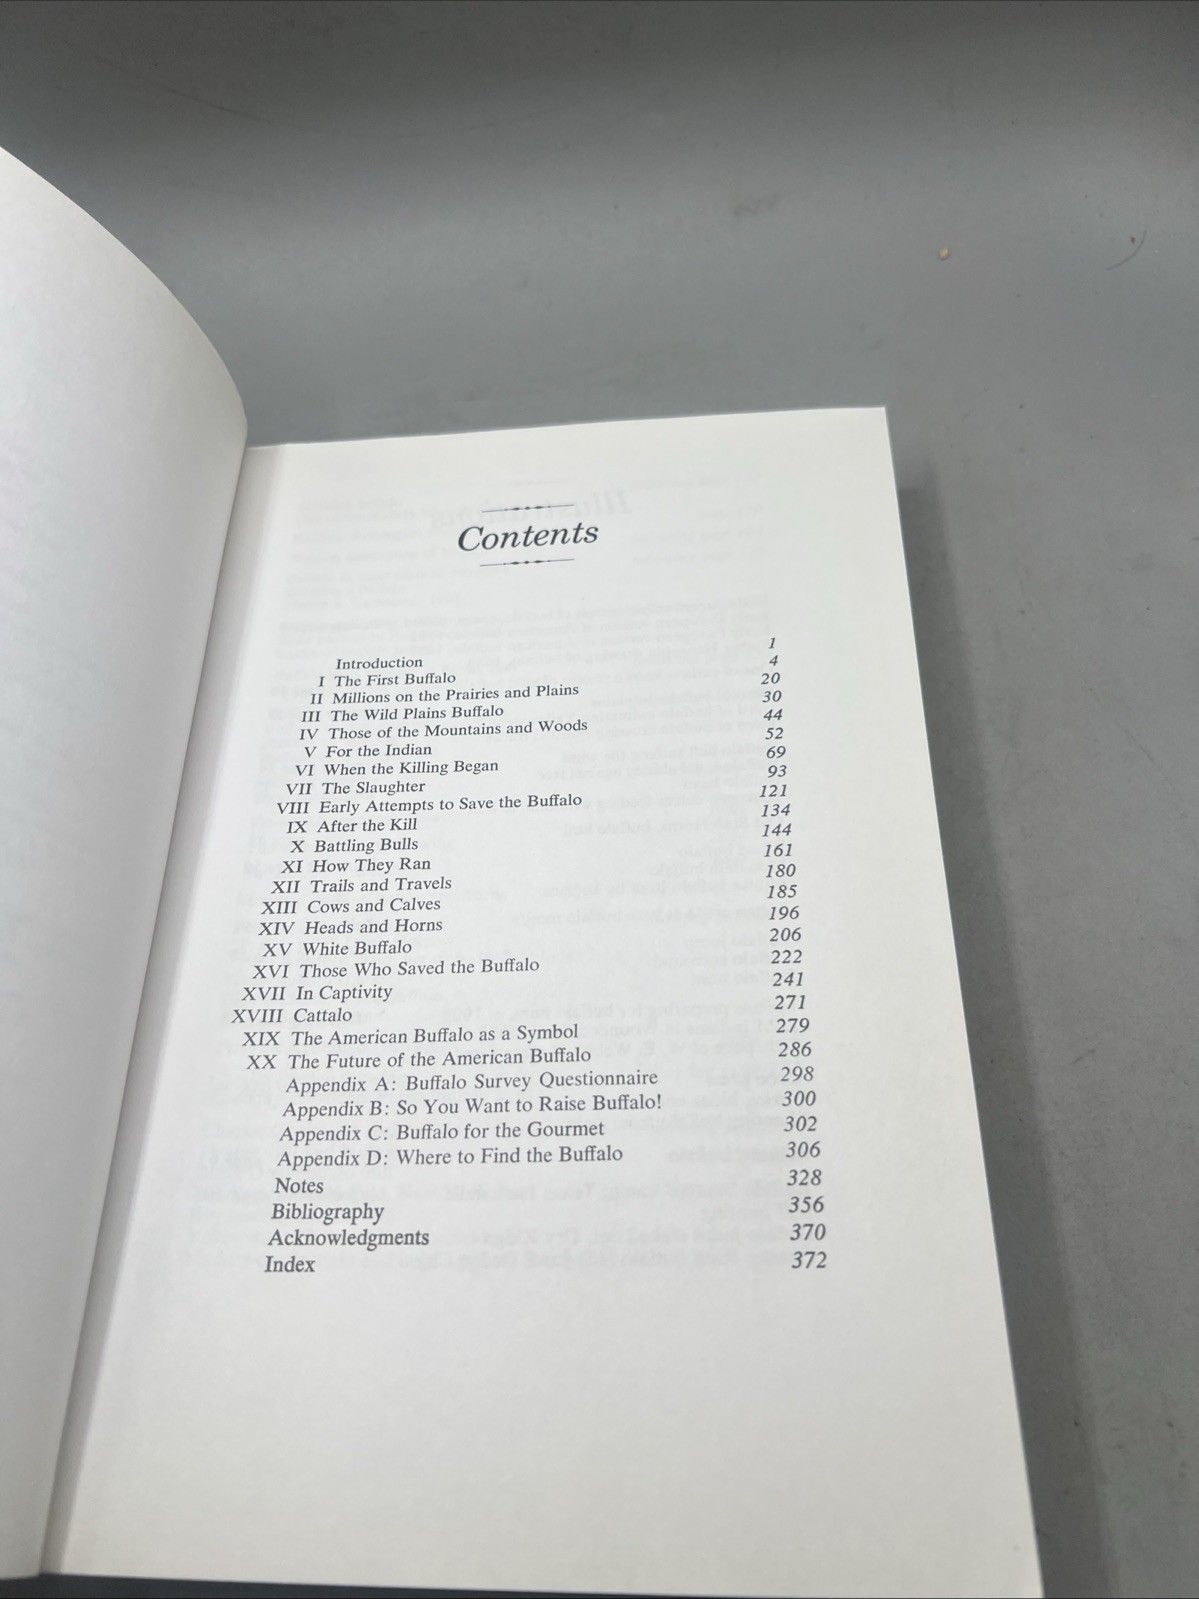 Contents
Introduction 1
I The First Buffalo 4
II Millions on the Prairies and Plains 20
III The Wild Plains Buffalo 30
IV Those of the Mountains and Woods 44
V For the Indian 52
VI When the Killing Began 69
VII The Slaughter 93
VIII Early Attempts to Save the Buffalo 121
IX After the Kill 134
X Battling Bulls 144
XI How They Ran 161
XII Trails and Travels 180
XIII Cows and Calves 185
XIV Heads and Horns 196
XV White Buffalo 206
XVI Those Who Saved the Buffalo 222
XVII In Captivity 241
XVIII Cattalo 271
XIX The American Buffalo as a Symbol 279
XX The Future of the American Buffalo 286
Appendix A: Buffalo Survey Questionnaire 298
Appendix B: So You Want to Raise Buffalo! 300
Appendix C: Buffalo for the Gourmet 302
Appendix D: Where to Find the Buffalo 306
Notes 328
Bibliography 356
Acknowledgments 370
Index 372